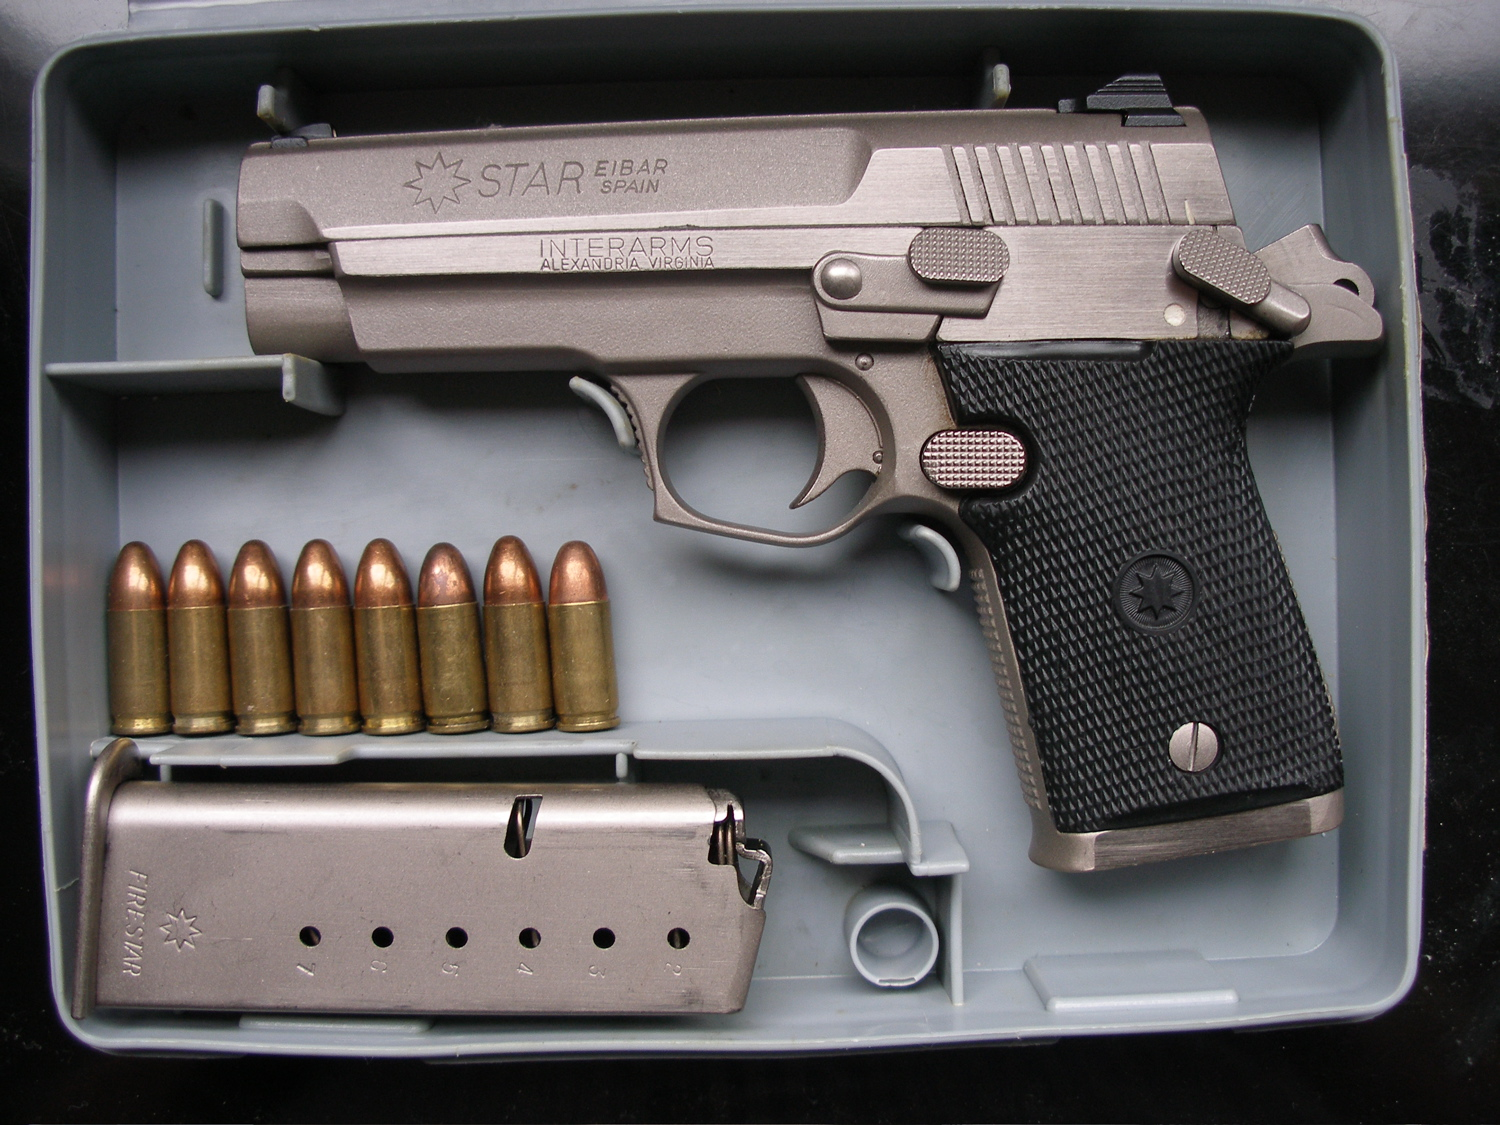 STAR EIBAR
SPAIN
INTERARMS
ALEXANDRIA, VIRGINIA
FIRESTAR
7 6 5 4 3 2